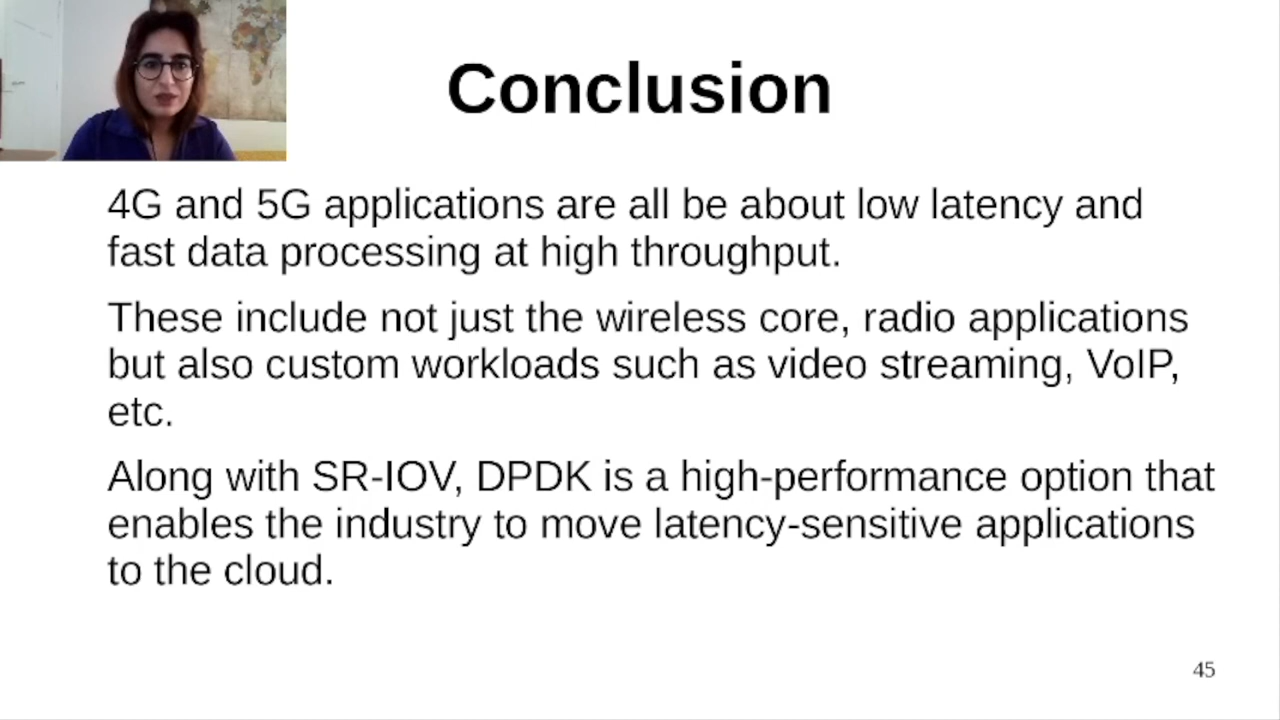 Conclusion
4G and 5G applications are all be about low latency and
fast data processing at high throughput.
These include not just the wireless core, radio applications
but also custom workloads such as video streaming, VoIP,
etc.
Along with SR-IOV, DPDK is a high-performance option that
enables the industry to move latency-sensitive applications
to the cloud.
45